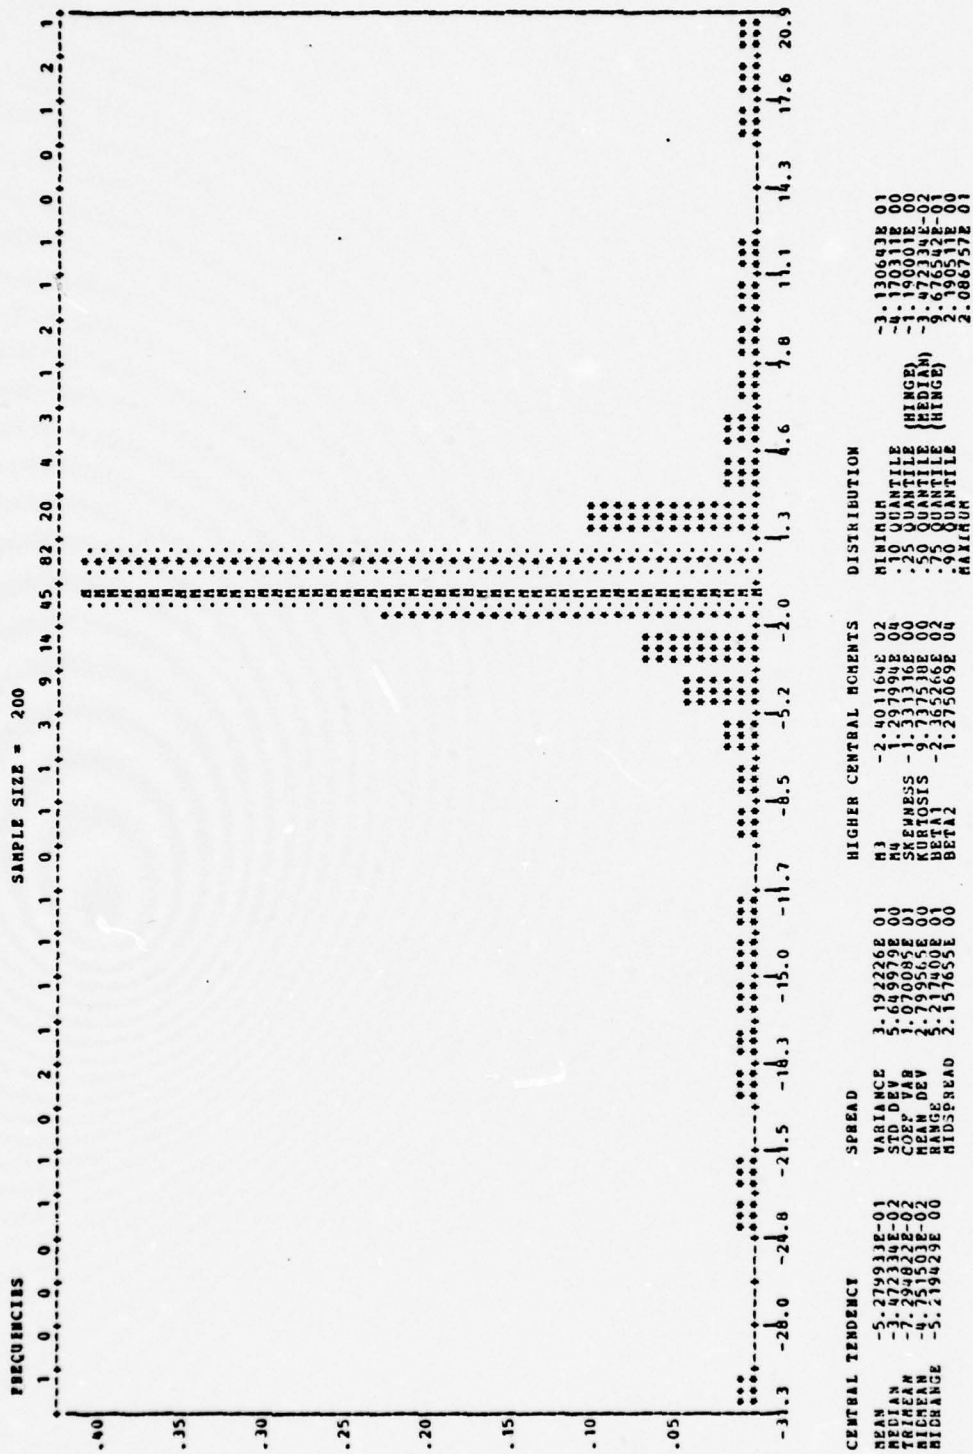 FREQUENCIES SAMPLE SIZE = 200
1 0 0 0 1 1 0 2 1 1 1 1 0 1 1 3 9 14 45 82 20 4 3 1 2 1 1 0 0 1 2 1
.40
.30
.25
.20
.15
.10
.05
-31.3 -28.0 -24.8 -21.5 -18.3 -15.0 -11.7 -8.5 -5.2 -2.0 1.3 4.6 7.8 11.1 14.3 17.6 20.9
CENTRAL TENDENCY SPREAD HIGHER CENTRAL MOMENTS DISTRIBUTION
MEAN -5.279933E-01 VARIANCE 3.192226E 01 M3 -2.401164E 02 MINIMUM -3.130643E 01
MEDIAN -3.472334E-02 STD DEV 5.649979E 00 M4 1.297994E 04 .10 QUANTILE -4.170311E 00
TRIMEAN -7.294822E-02 COEF VAR 1.070085E 01 SKEWNESS -1.331316E 00 .25 QUANTILE (HINGE) -1.190001E 00
MIDMEAN -4.751503E-02 MEAN DEV 2.799565E 00 KURTOSIS 9.737538E 00 .50 QUANTILE (MEDIAN) -3.472334E-02
MIDRANGE -5.219429E 00 RANGE 5.217400E 01 BETA1 -2.365266E 02 .75 QUANTILE (HINGE) 9.676542E-01
MIDSPREAD 2.157655E 00 BETA2 1.275069E 04 .90 QUANTILE 2.190511E 00
MAXIMUM 2.086757E 01